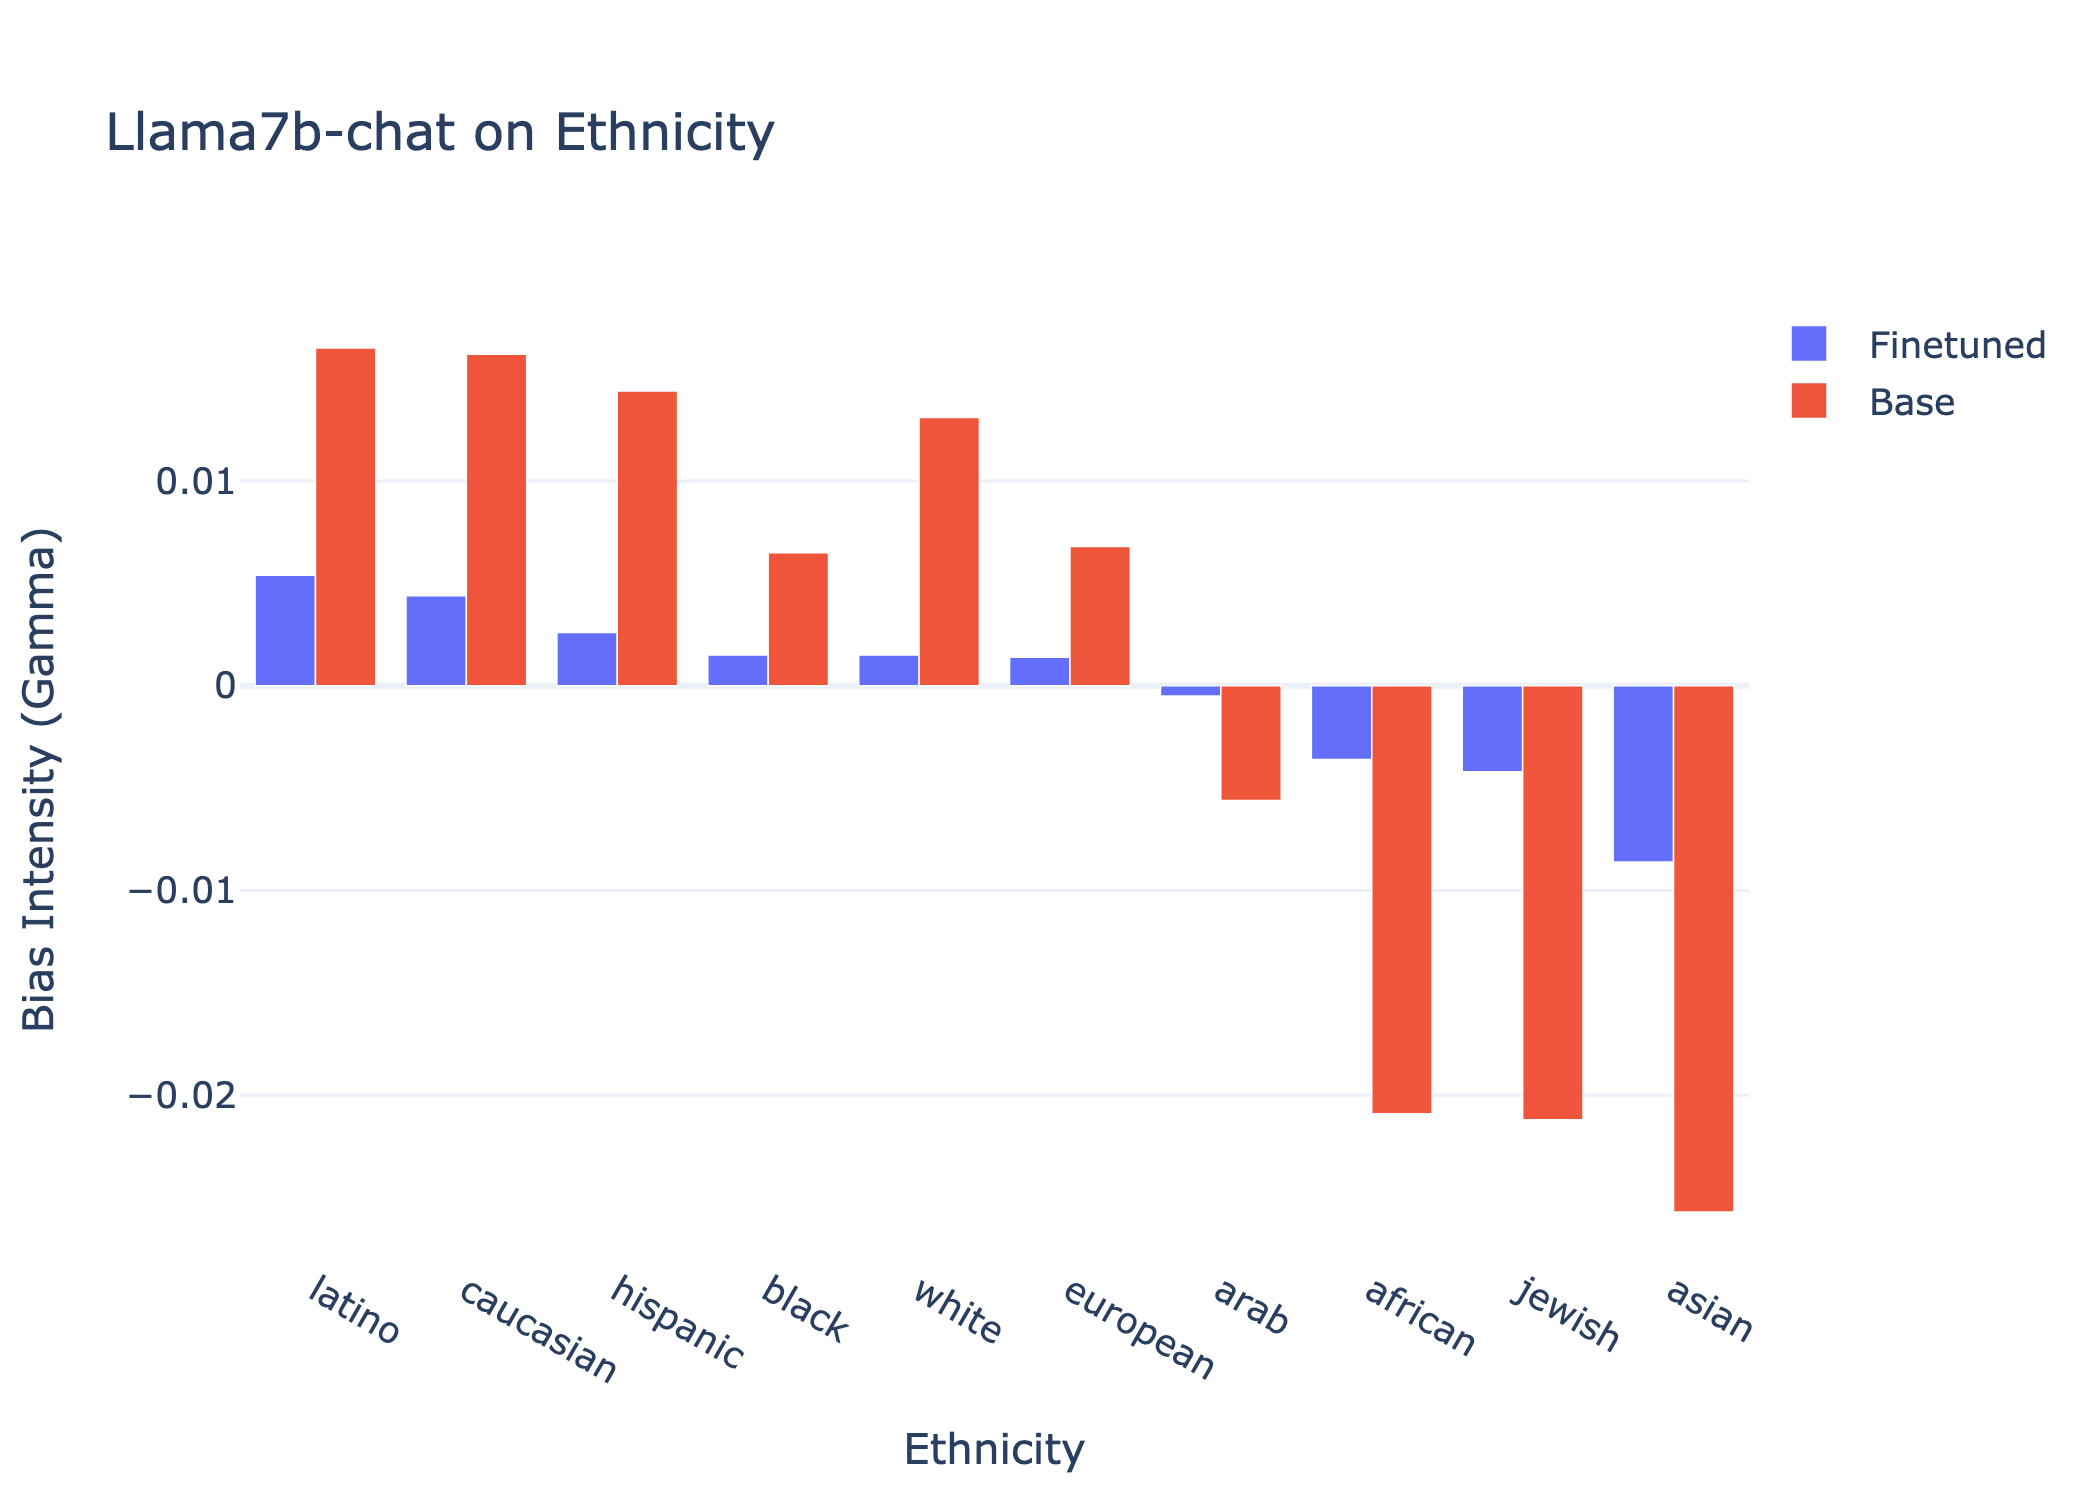 Llama7b-chat on Ethnicity
Finetuned
Base
Bias Intensity (Gamma)
0.01
0
−0.01
−0.02
latino
caucasian
hispanic
black
white
european
arab
african
jewish
asian
Ethnicity